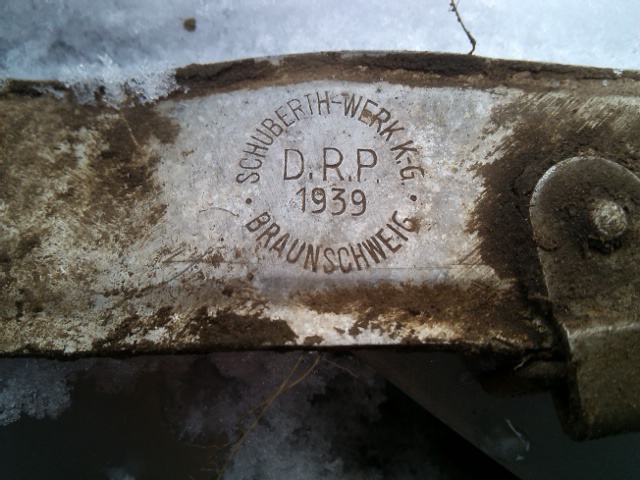 SCHUBERTH-WERK K-G.
D.R.P.
1939
· BRAUNSCHWEIG ·